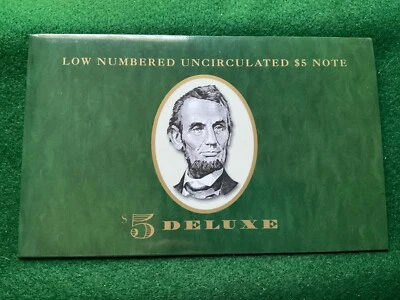 LOW NUMBERED UNCIRCULATED $5 NOTE
$5 DELUXE